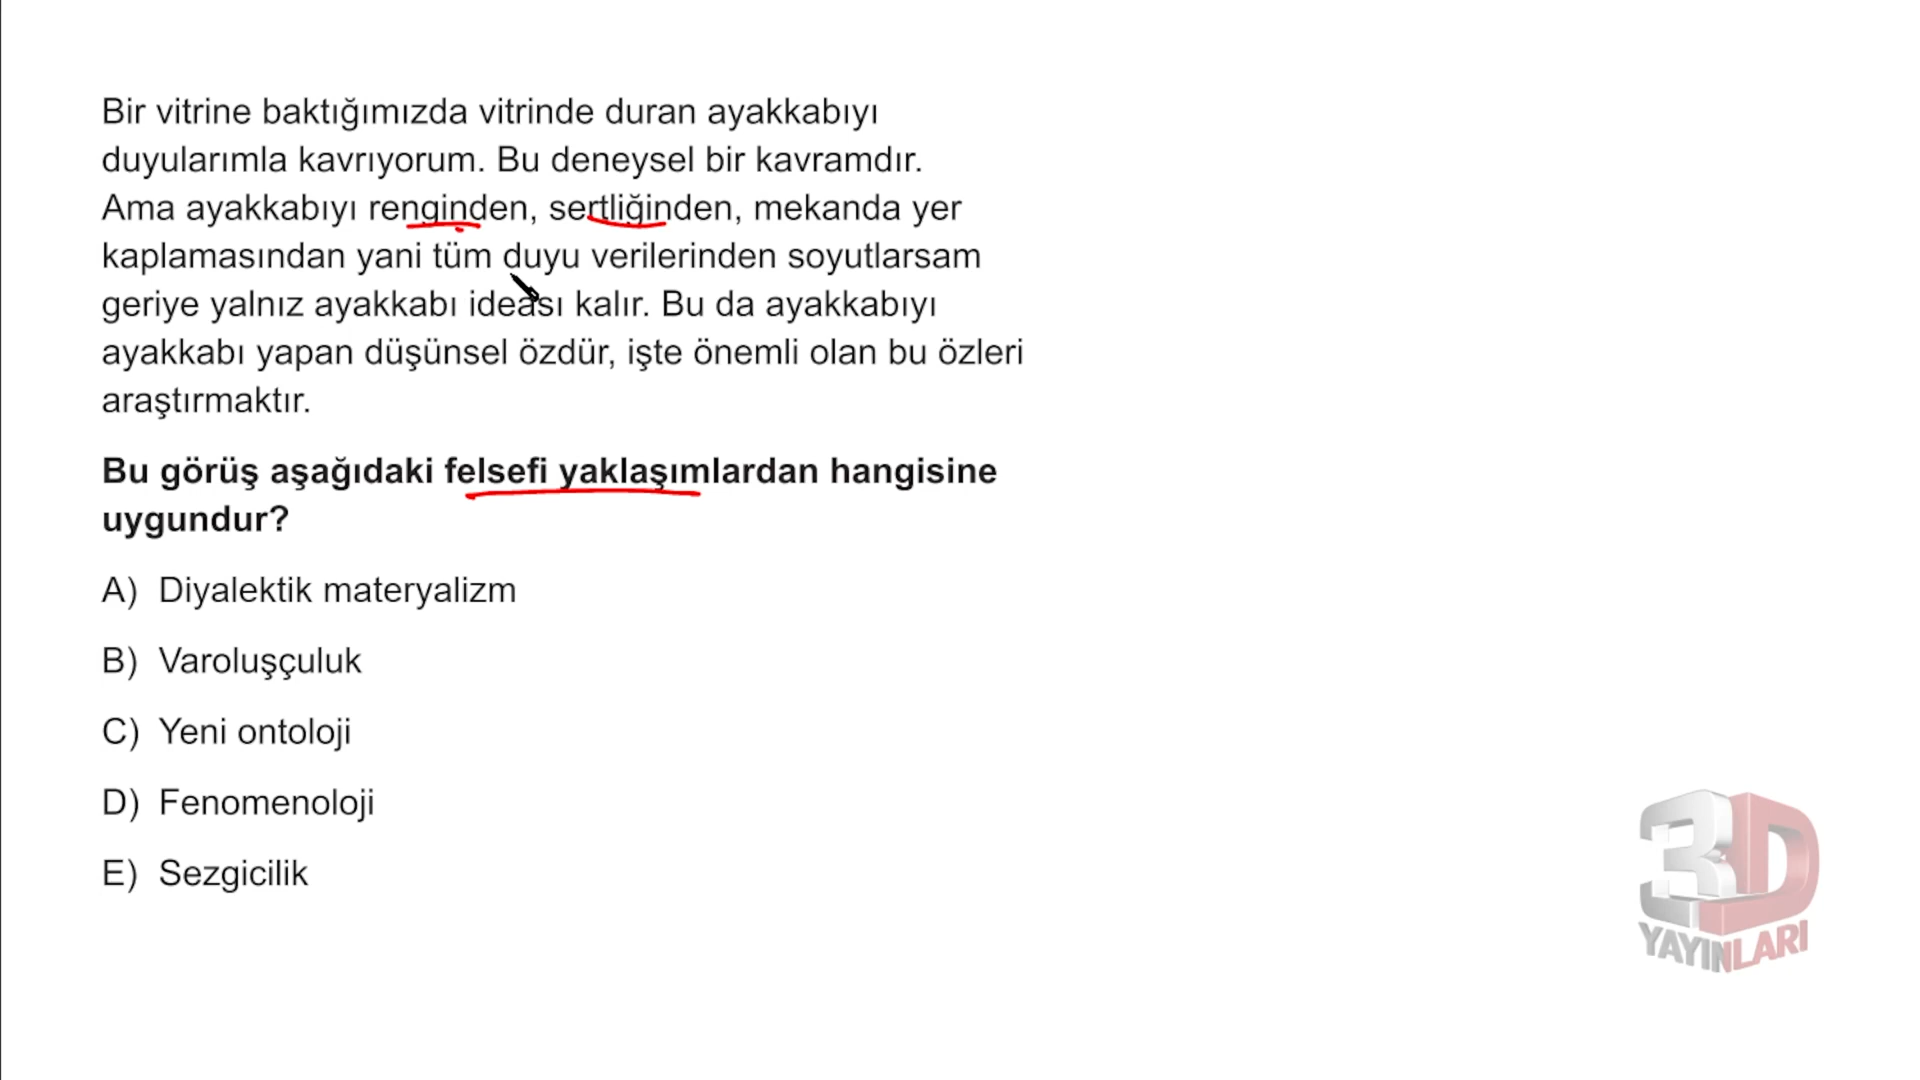 Bir vitrine baktığımızda vitrinde duran ayakkabıyı
duyularımla kavrıyorum. Bu deneysel bir kavramdır.
Ama ayakkabıyı renginden, sertliğinden, mekanda yer
kaplamasından yani tüm duyu verilerinden soyutlarsam
geriye yalnız ayakkabı ideası kalır. Bu da ayakkabıyı
ayakkabı yapan düşünsel özdür, işte önemli olan bu özleri
araştırmaktır.
Bu görüş aşağıdaki felsefi yaklaşımlardan hangisine
uygundur?
A) Diyalektik materyalizm
B) Varoluşçuluk
C) Yeni ontoloji
D) Fenomenoloji
E) Sezgicilik
3D
YAYINLARI